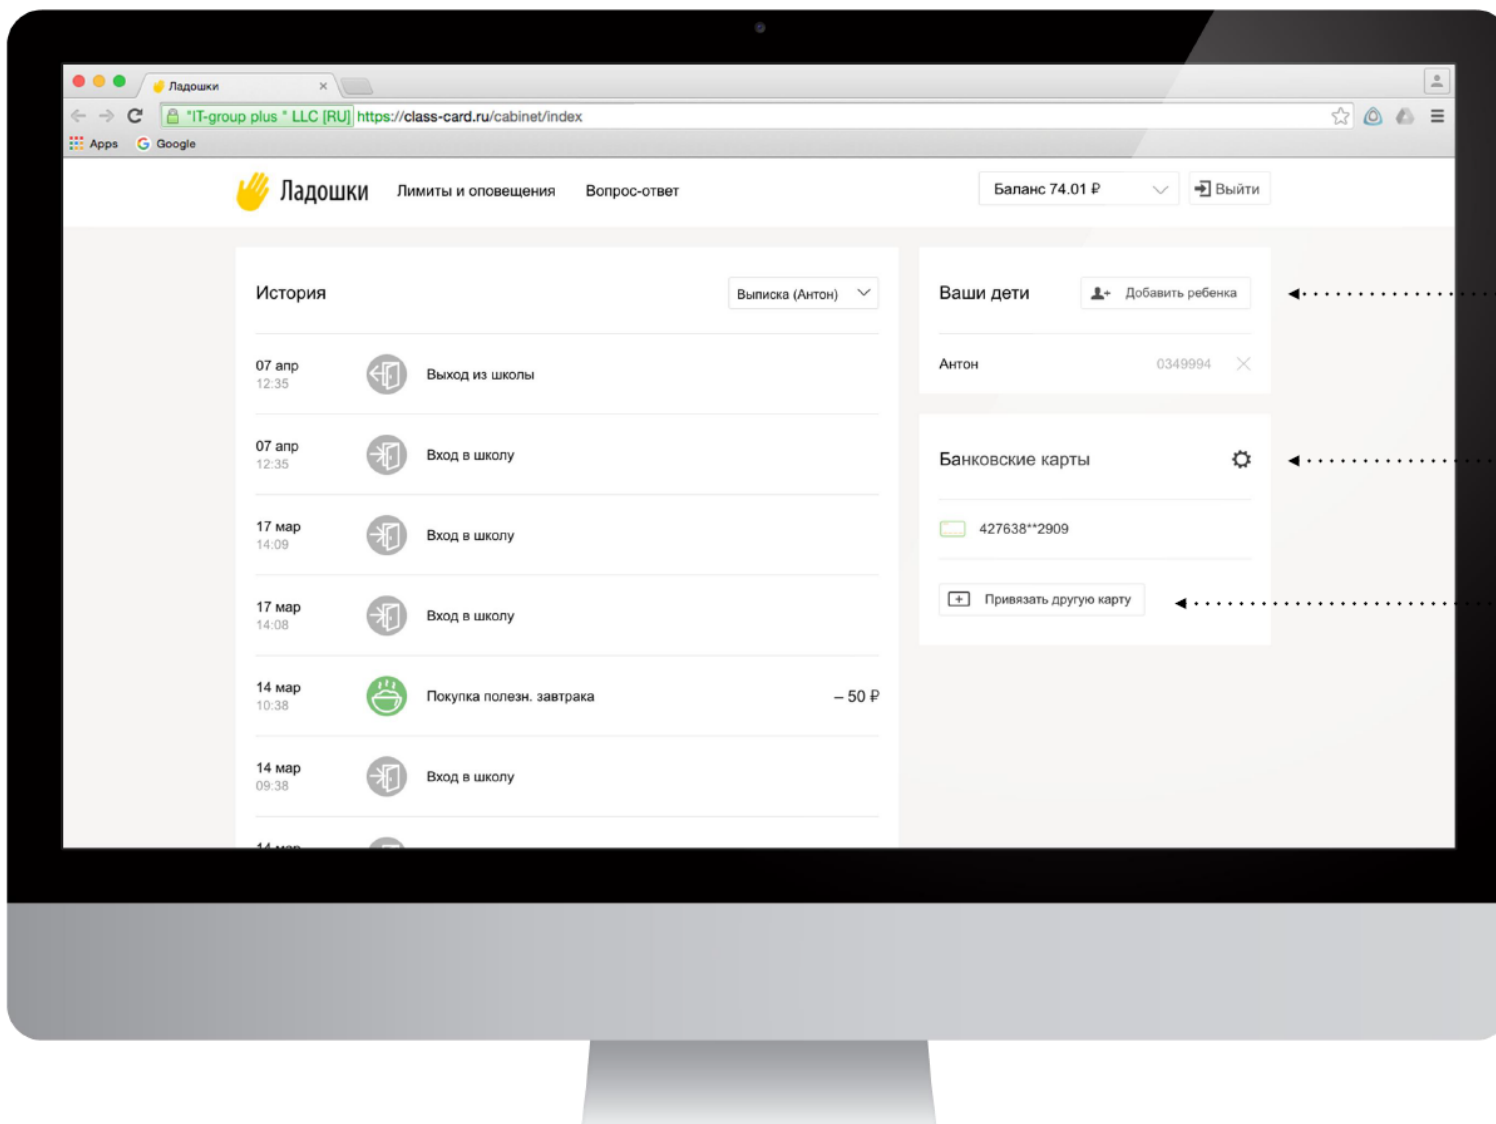 Ладошки
"IT-group plus " LLC [RU] https://class-card.ru/cabinet/index
Apps Google
Ладошки Лимиты и оповещения Вопрос-ответ Баланс 74.01 ₽ Выйти
История Выписка (Антон)
07 апр
12:35
Выход из школы
07 апр
12:35
Вход в школу
17 мар
14:09
Вход в школу
17 мар
14:08
Вход в школу
14 мар
10:38
Покупка полезн. завтрака – 50 ₽
14 мар
09:38
Вход в школу
14 мар
Ваши дети Добавить ребенка
Антон 0349994
Банковские карты
427638**2909
Привязать другую карту